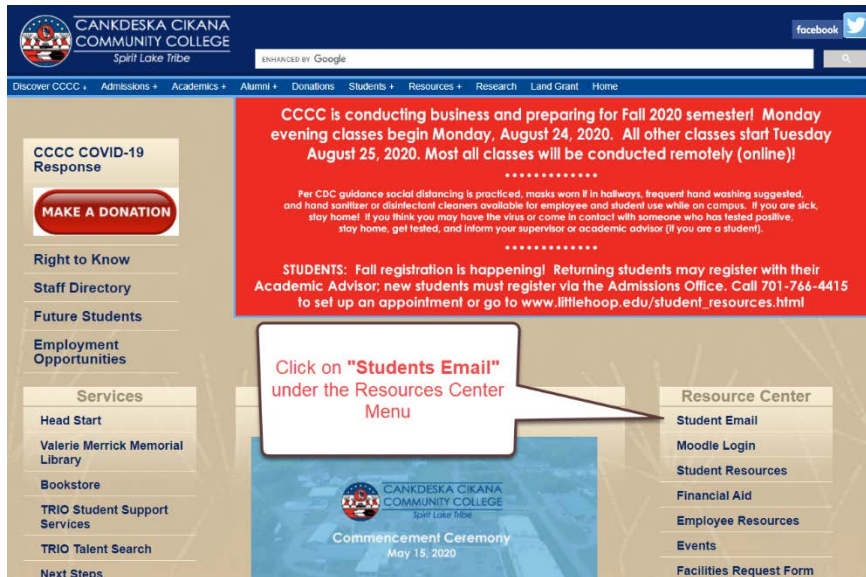 CANKDESKA CIKANA
COMMUNITY COLLEGE
Spirit Lake Tribe
facebook
ENHANCED BY Google
Discover CCCC + Admissions + Academics + Alumni + Donations Students + Resources + Research Land Grant Home
CCCC COVID-19
Response
MAKE A DONATION
Right to Know
Staff Directory
Future Students
Employment
Opportunities
CCCC is conducting business and preparing for Fall 2020 semester! Monday
evening classes begin Monday, August 24, 2020. All other classes start Tuesday
August 25, 2020. Most all classes will be conducted remotely (online)!
Per CDC guidance social distancing is practiced, masks worn if in hallways, frequent hand washing suggested,
and hand sanitizer or disinfectant cleaners available for employee and student use while on campus. If you are sick,
stay home! If you think you may have the virus or come in contact with someone who has tested positive,
stay home, get tested, and inform your supervisor or academic advisor (if you are a student).
STUDENTS: Fall registration is happening! Returning students may register with their
Academic Advisor; new students must register via the Admissions Office. Call 701-766-4415
to set up an appointment or go to www.littlehoop.edu/student_resources.html
Click on "Students Email"
under the Resources Center
Menu
Services
Head Start
Valerie Merrick Memorial
Library
Bookstore
TRIO Student Support
Services
TRIO Talent Search
Next Steps
CANKDESKA CIKANA
COMMUNITY COLLEGE
Spirit Lake Tribe
Commencement Ceremony
May 15, 2020
Resource Center
Student Email
Moodle Login
Student Resources
Financial Aid
Employee Resources
Events
Facilities Request Form